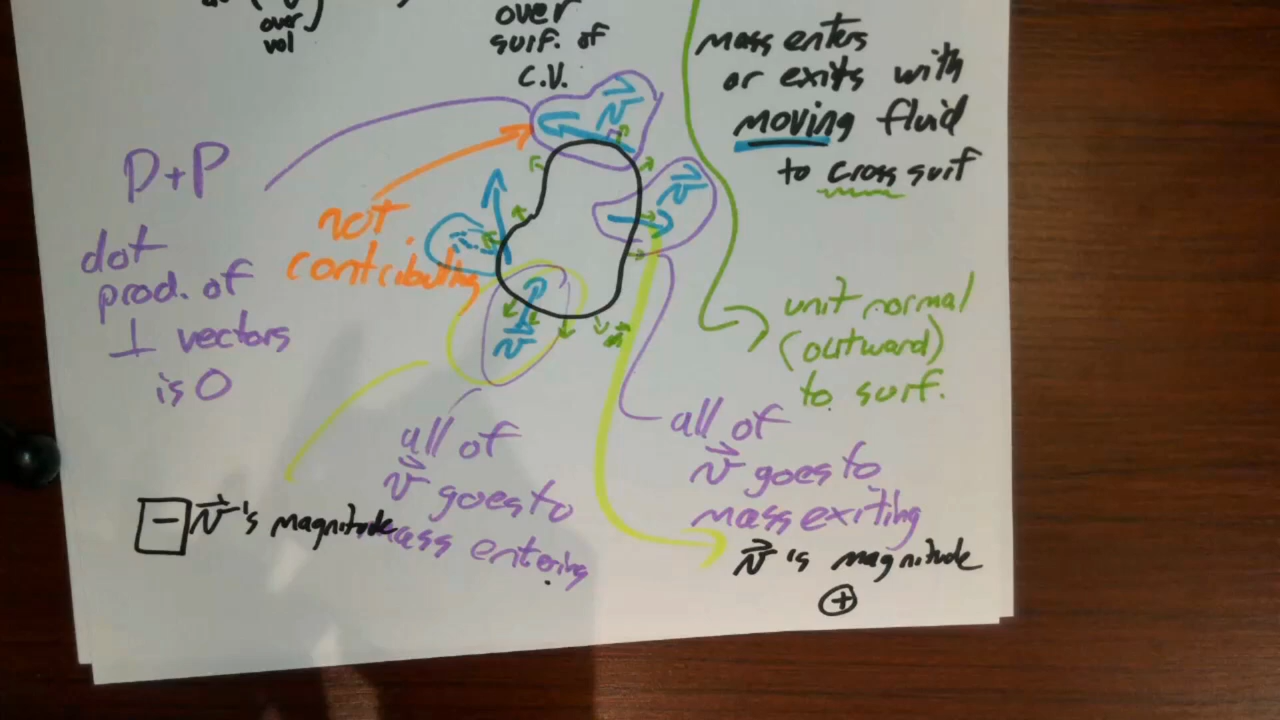 over
vol
over
surf. of
C.V.
mass enters
or exits with
moving fluid
to cross surf
P+P
dot
prod. of
⊥ vectors
is 0
not
contributing
v⃗
v⃗
v⃗
n⃗
unit normal
(outward)
to surf.
all of
v⃗ goes to
mass entering
all of
v⃗ goes to
mass exiting
− v⃗'s magnitude
v⃗'s magnitude
+